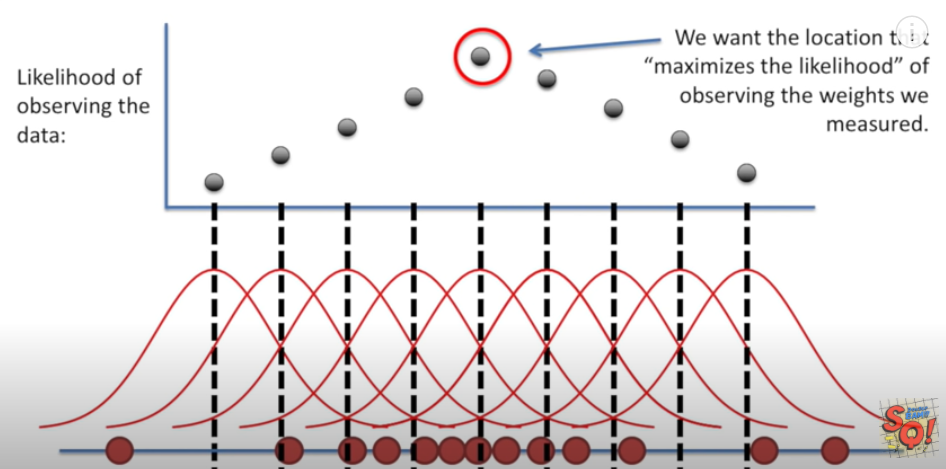 Likelihood of
observing the
data:
We want the location that
“maximizes the likelihood” of
observing the weights we
measured.
SQ!